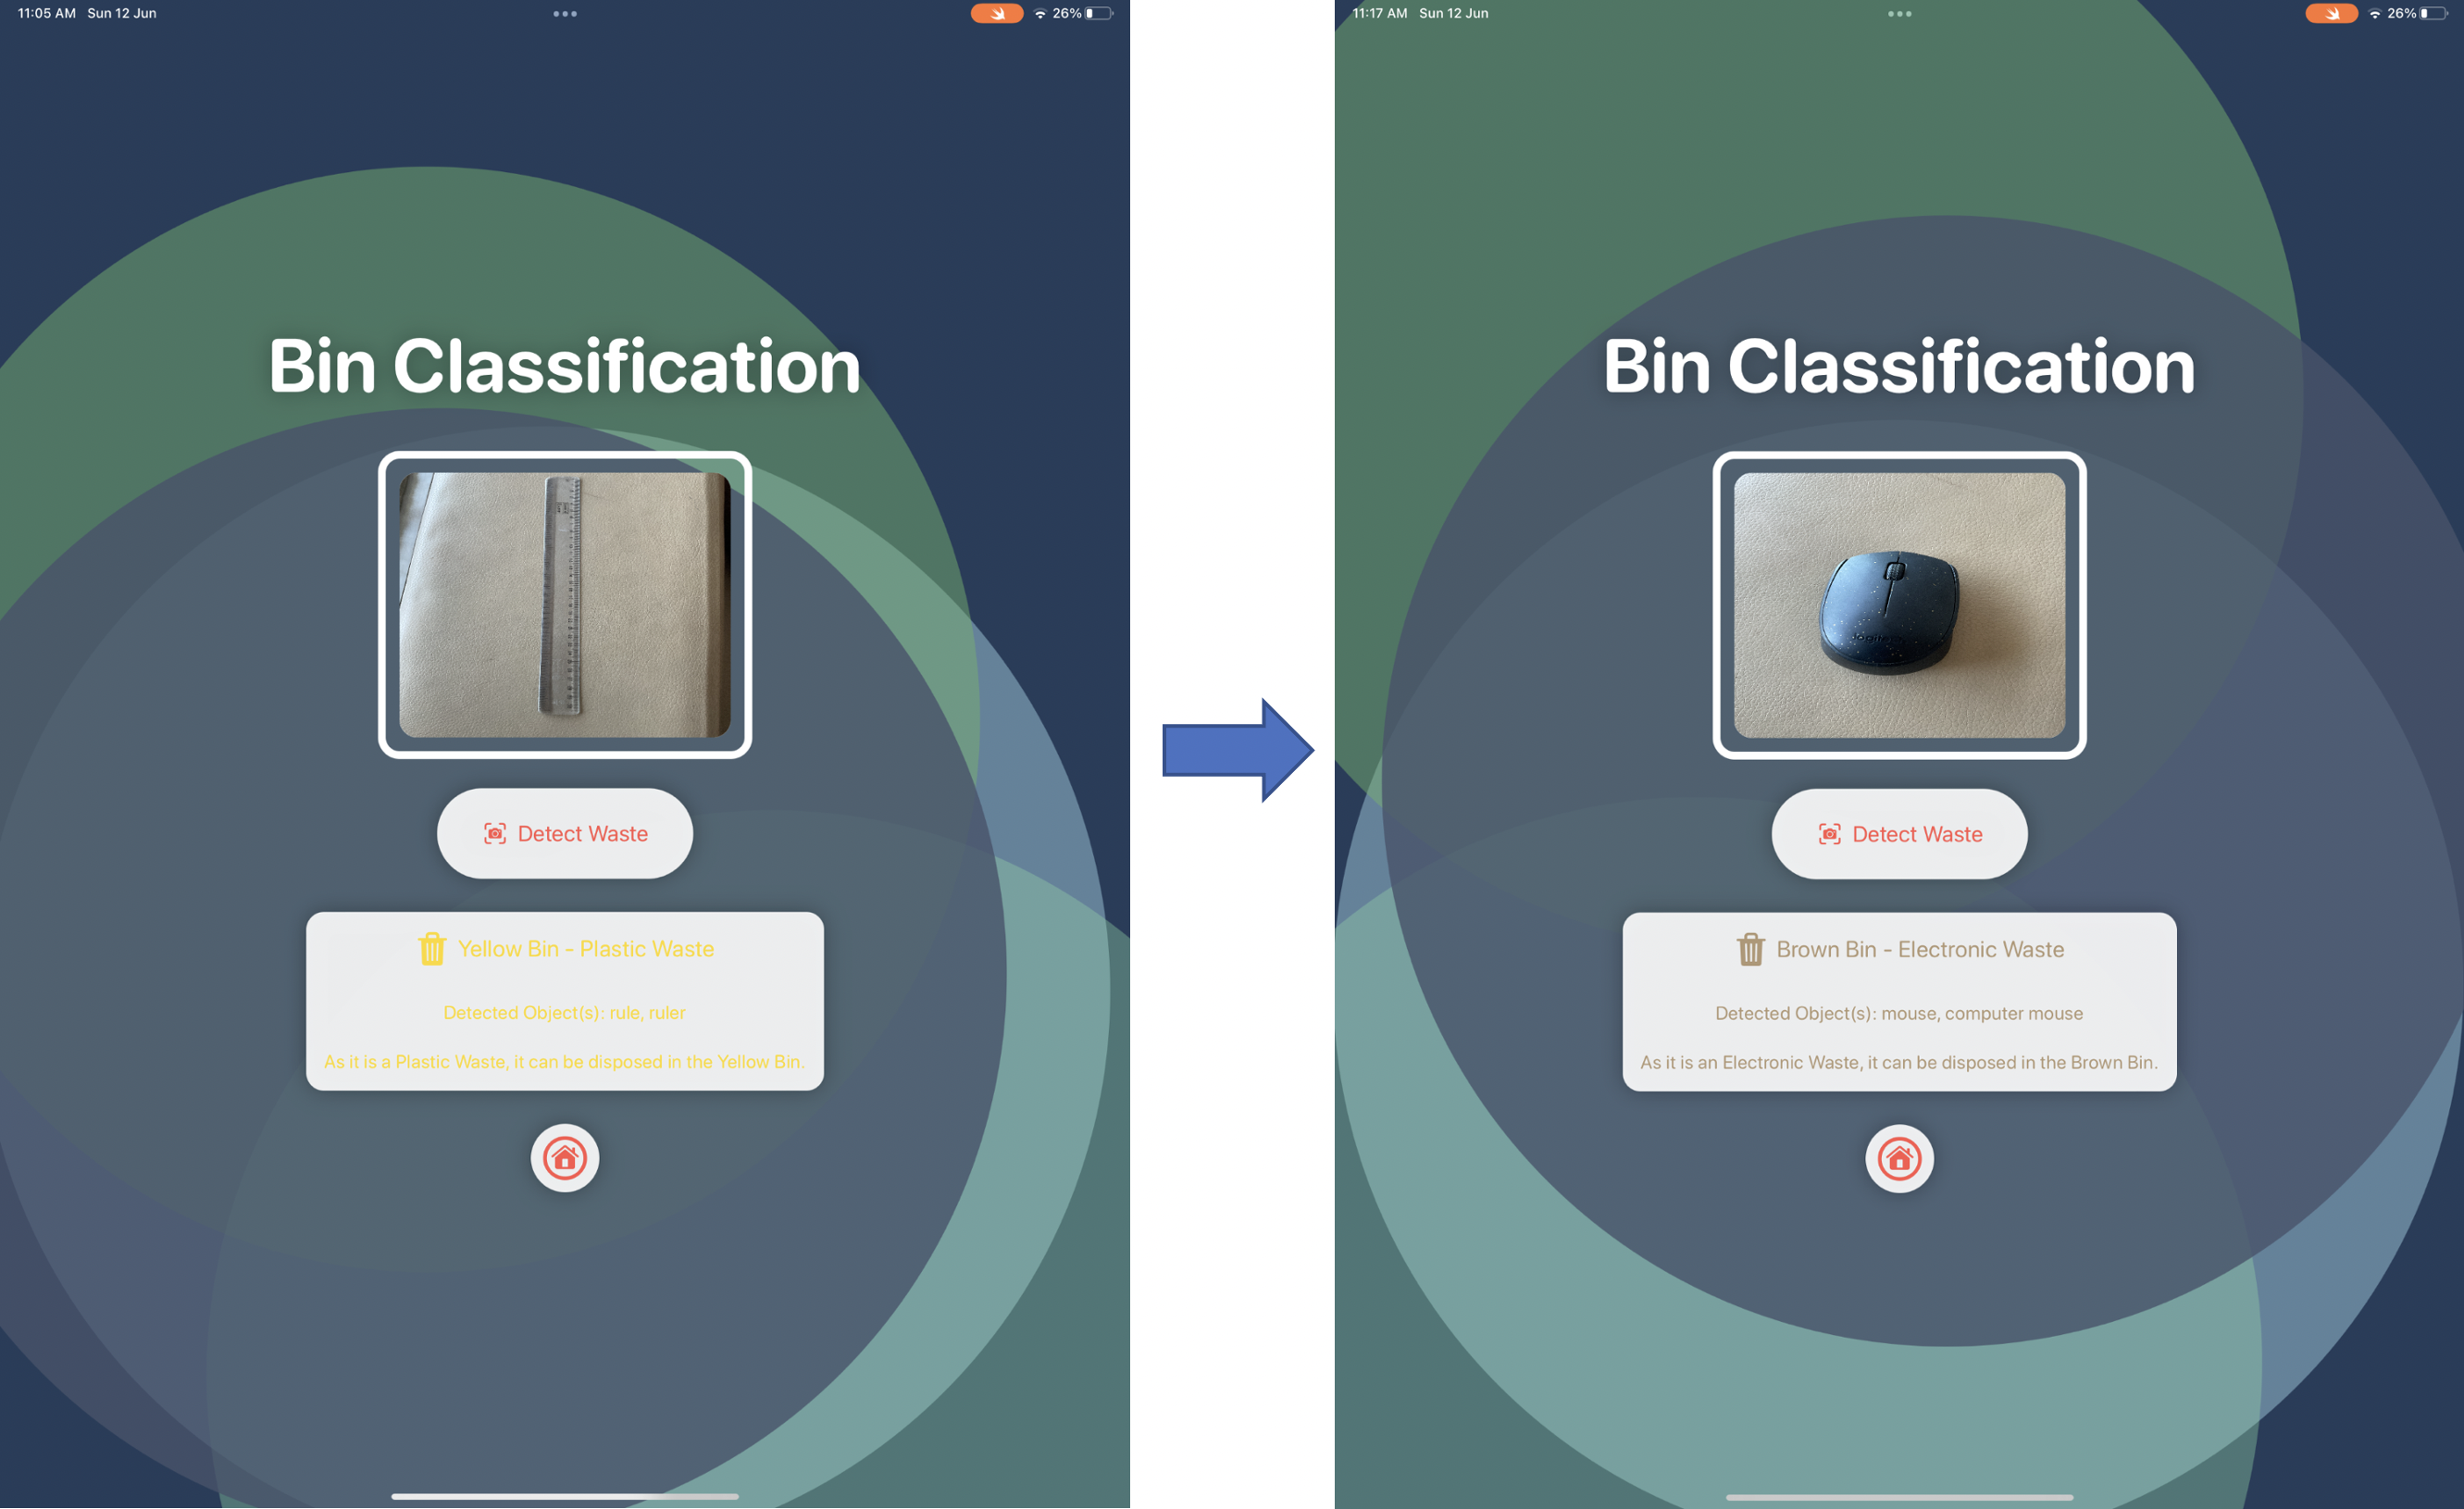 11:05 AM Sun 12 Jun
26%
Bin Classification
Detect Waste
Yellow Bin - Plastic Waste
Detected Object(s): rule, ruler
As it is a Plastic Waste, it can be disposed in the Yellow Bin.
11:17 AM Sun 12 Jun
26%
Bin Classification
logitech
Detect Waste
Brown Bin - Electronic Waste
Detected Object(s): mouse, computer mouse
As it is an Electronic Waste, it can be disposed in the Brown Bin.